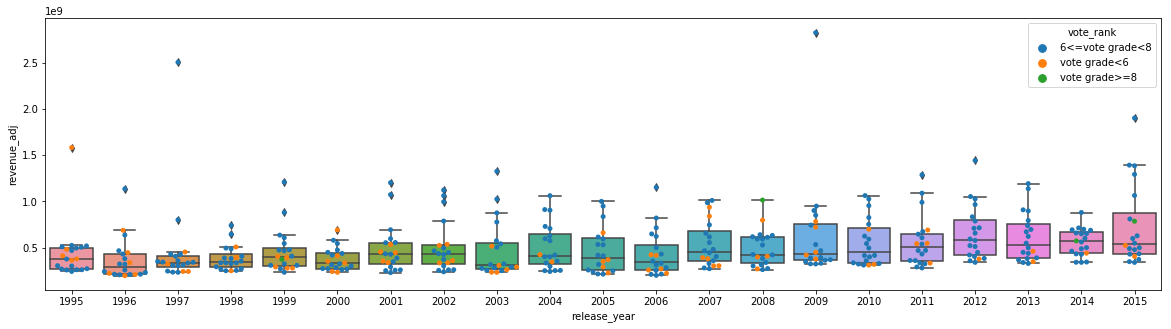 1e9
vote_rank
6<=vote grade<8
vote grade<6
vote grade>=8
2.5
2.0
1.5
1.0
0.5
revenue_adj
1995 1996 1997 1998 1999 2000 2001 2002 2003 2004 2005 2006 2007 2008 2009 2010 2011 2012 2013 2014 2015
release_year